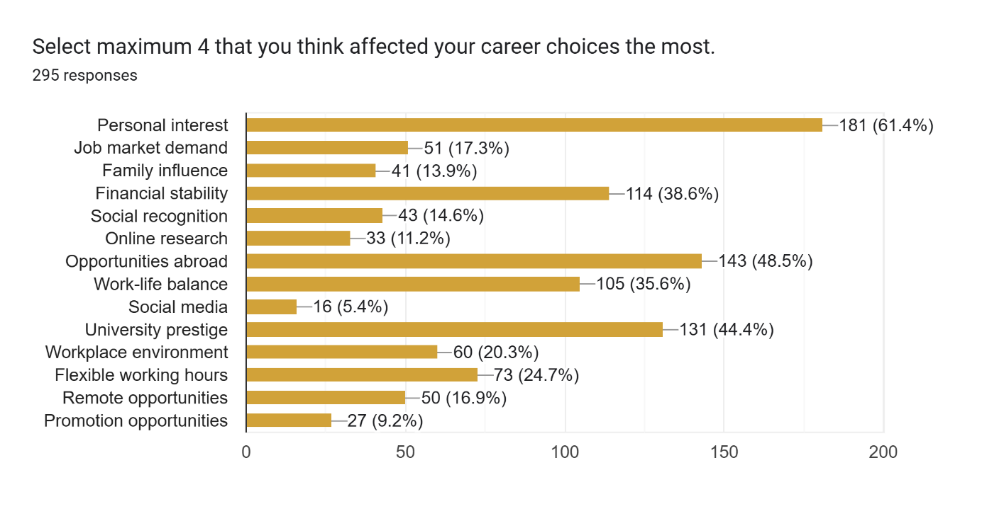 Select maximum 4 that you think affected your career choices the most.
295 responses
Personal interest 181 (61.4%)
Job market demand 51 (17.3%)
Family influence 41 (13.9%)
Financial stability 114 (38.6%)
Social recognition 43 (14.6%)
Online research 33 (11.2%)
Opportunities abroad 143 (48.5%)
Work-life balance 105 (35.6%)
Social media 16 (5.4%)
University prestige 131 (44.4%)
Workplace environment 60 (20.3%)
Flexible working hours 73 (24.7%)
Remote opportunities 50 (16.9%)
Promotion opportunities 27 (9.2%)
0 50 100 150 200